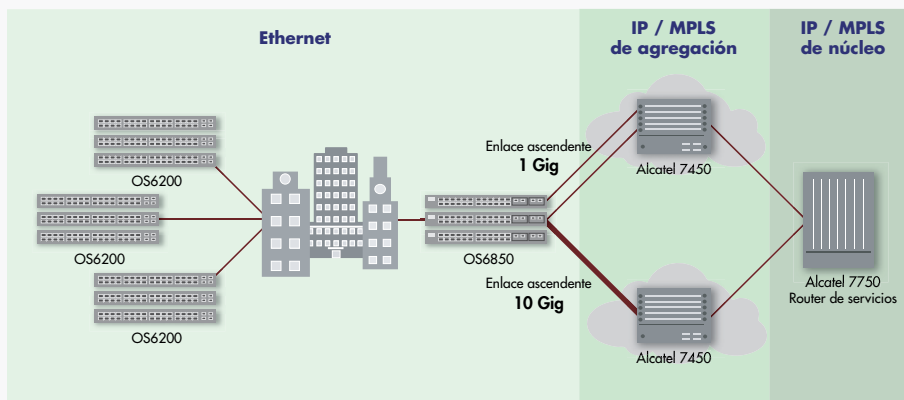 Ethernet
IP / MPLS
de agregación
IP / MPLS
de núcleo
OS6200
OS6200
OS6200
Enlace ascendente
1 Gig
OS6850
Enlace ascendente
10 Gig
Alcatel 7450
Alcatel 7450
Alcatel 7750
Router de servicios